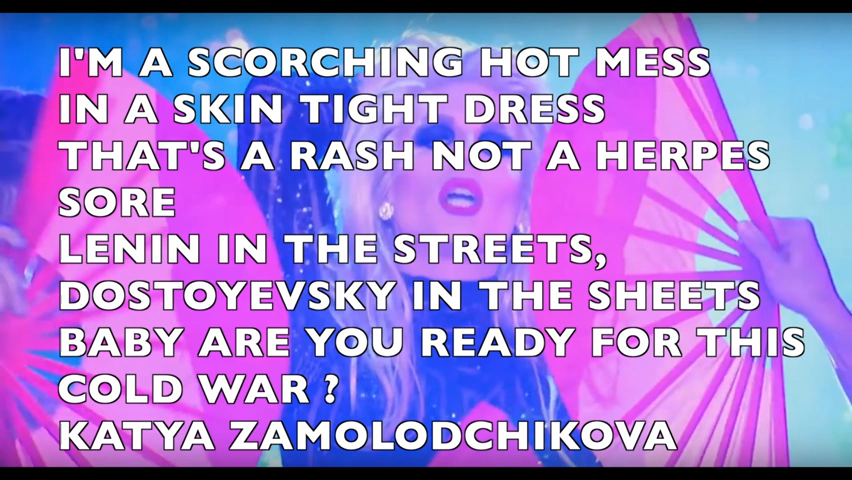 I'M A SCORCHING HOT MESS
IN A SKIN TIGHT DRESS
THAT'S A RASH NOT A HERPES
SORE
LENIN IN THE STREETS,
DOSTOYEVSKY IN THE SHEETS
BABY ARE YOU READY FOR THIS
COLD WAR ?
KATYA ZAMOLODCHIKOVA